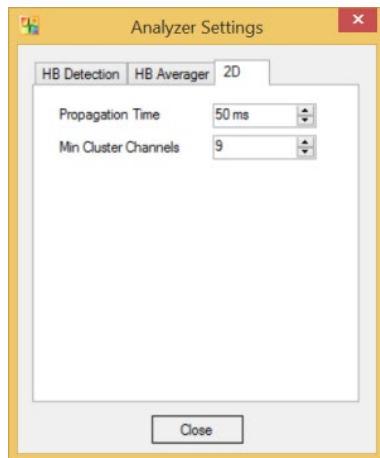 Analyzer Settings
HB Detection HB Averager 2D
Propagation Time 50 ms
Min Cluster Channels 9
Close